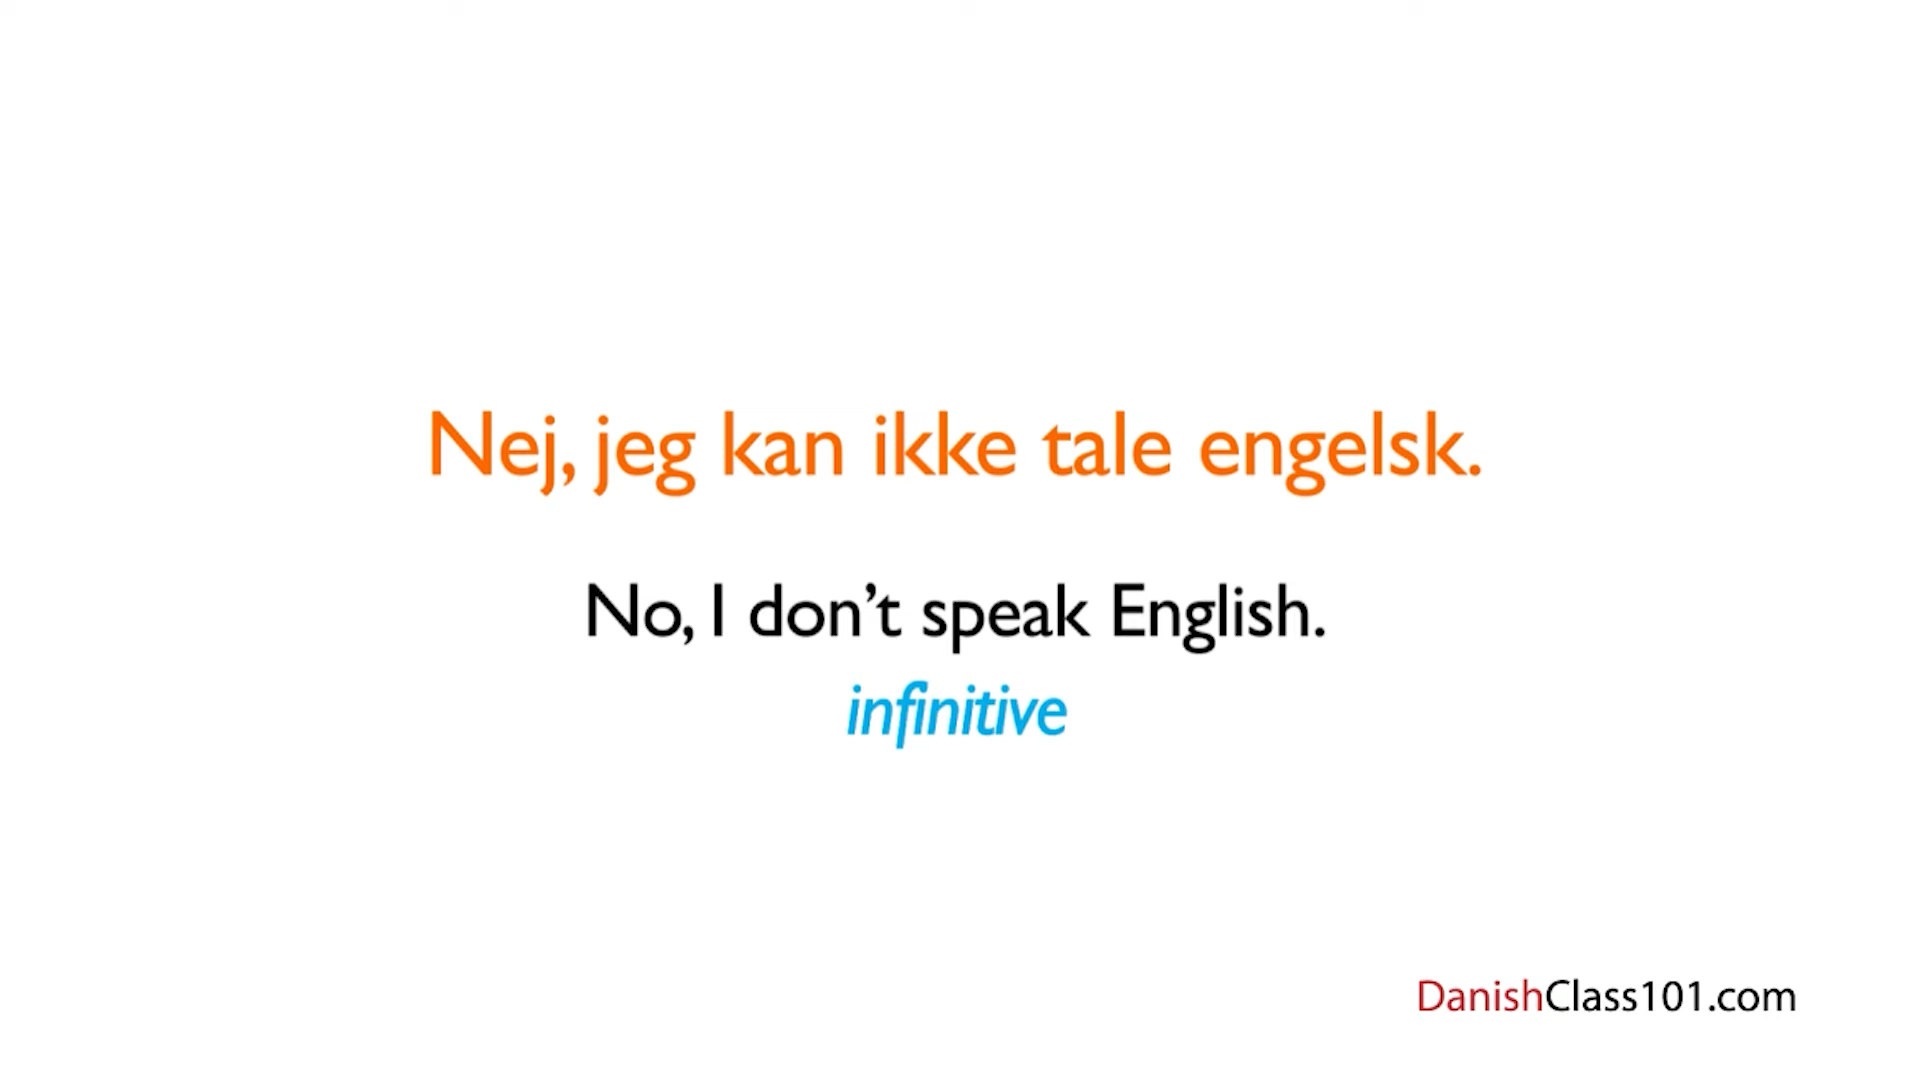 Nej, jeg kan ikke tale engelsk.
No, I don’t speak English.
infinitive
DanishClass101.com